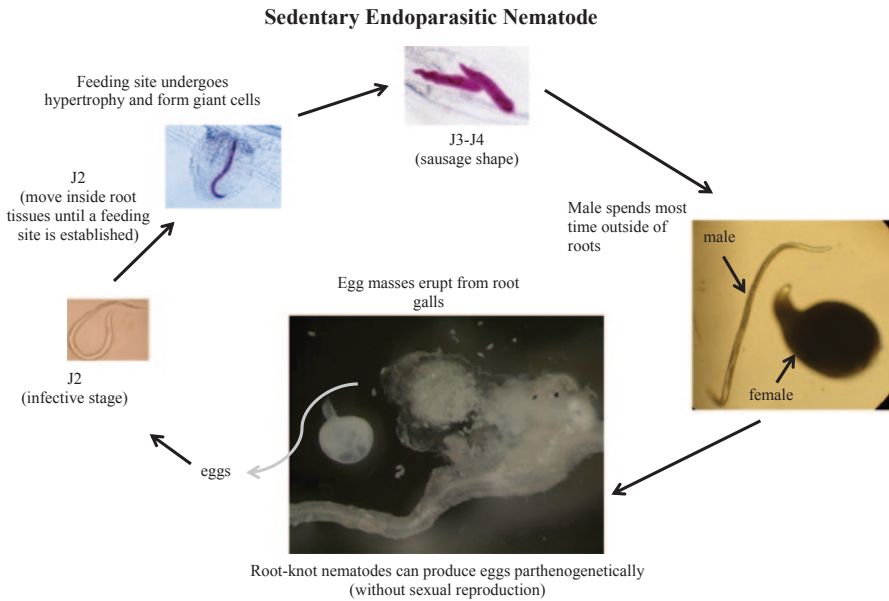 Sedentary Endoparasitic Nematode
Feeding site undergoes
hypertrophy and form giant cells
J3-J4
(sausage shape)
J2
(move inside root
tissues until a feeding
site is established)
Male spends most
time outside of
roots
male
female
Egg masses erupt from root
galls
J2
(infective stage)
eggs
Root-knot nematodes can produce eggs parthenogenetically
(without sexual reproduction)